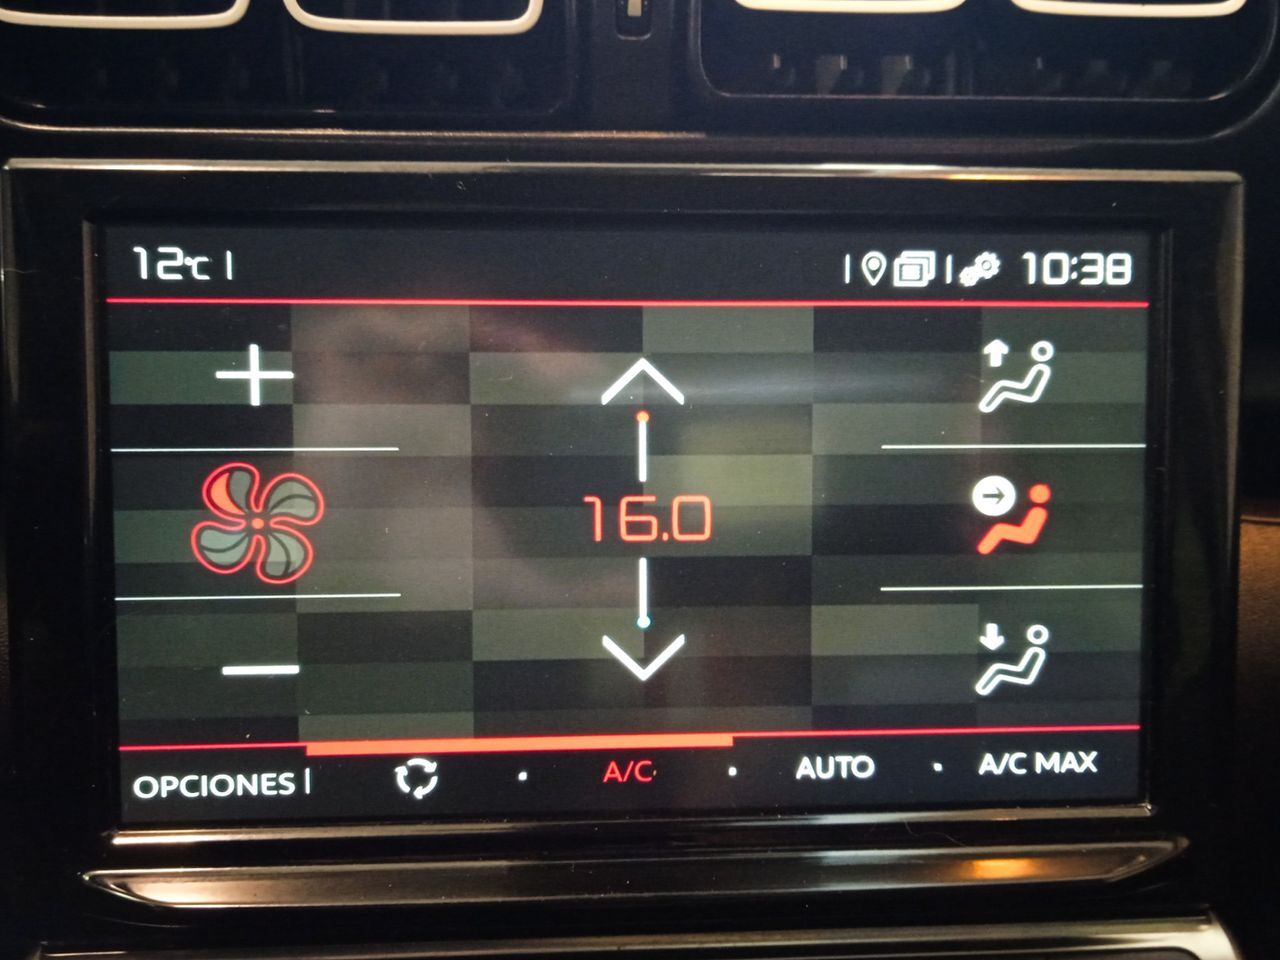 12°C 10:38
16.0
OPCIONES A/C AUTO A/C MAX